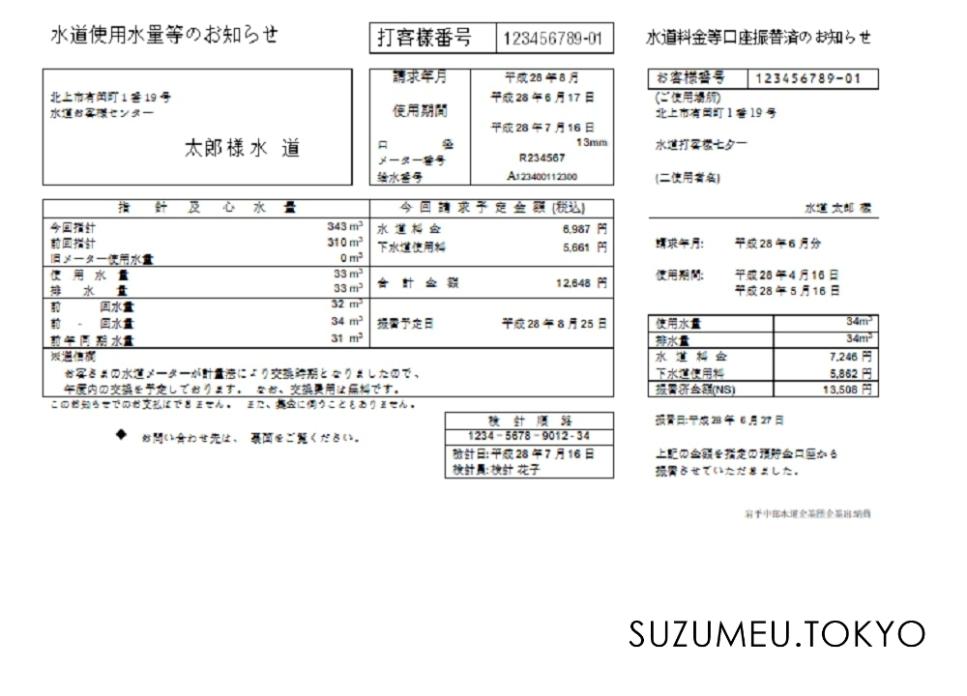 水道使用水量等のお知らせ
打客様番号 123456789-01
北上市有岡町1番19号
水道お客様センター
太郎様水 道
請求年月 平成28年8月
使用期間 平成28年6月17日
平成28年7月16日
口 径 13mm
メーター番号 R234567
給水番号 A123400112300
指 針 及 心 水 量
今回指針 343 m³
前回指針 310 m³
旧メーター使用水量 0 m³
使 用 水 量 33 m³
排 水 量 33 m³
前 回水量 32 m³
前 - 回水量 34 m³
前年同期水量 31 m³
今回請求予定金額(税込)
水 道 料 金 6,987 円
下水道使用料 5,661 円
合 計 金 額 12,648 円
振替予定日 平成28年8月25日
※通信欄
お客さまの水道メーターが計量法により交換時期となりましたので、
年度内の交換を予定しております。 なお、交換費用は無料です。
このお知らせでのお支払はできません。 また、集金に伺うこともありません。
◆ お問い合わせ先は、 裏面をご覧ください。
検 針 順 路
1234-5678-9012-34
検針日:平成28年7月16日
検針員:検針 花子
水道料金等口座振替済のお知らせ
お客様番号 123456789-01
(ご使用場所)
北上市有岡町1番19号
水道打客様七夕ー
(二使用者名)
水道 太郎 様
請求年月: 平成28年6月分
使用期間: 平成28年4月16日
平成28年5月16日
使用水量 34m³
排水量 34m³
水 道 料 金 7,246 円
下水道使用料 5,862 円
振替済金額(NS) 13,508 円
振替日:平成28年 6月27日
上記の金額を指定の預貯金口座から
振替させていただきました。
岩手中部水道企業団企業出納員
SUZUMEU.TOKYO